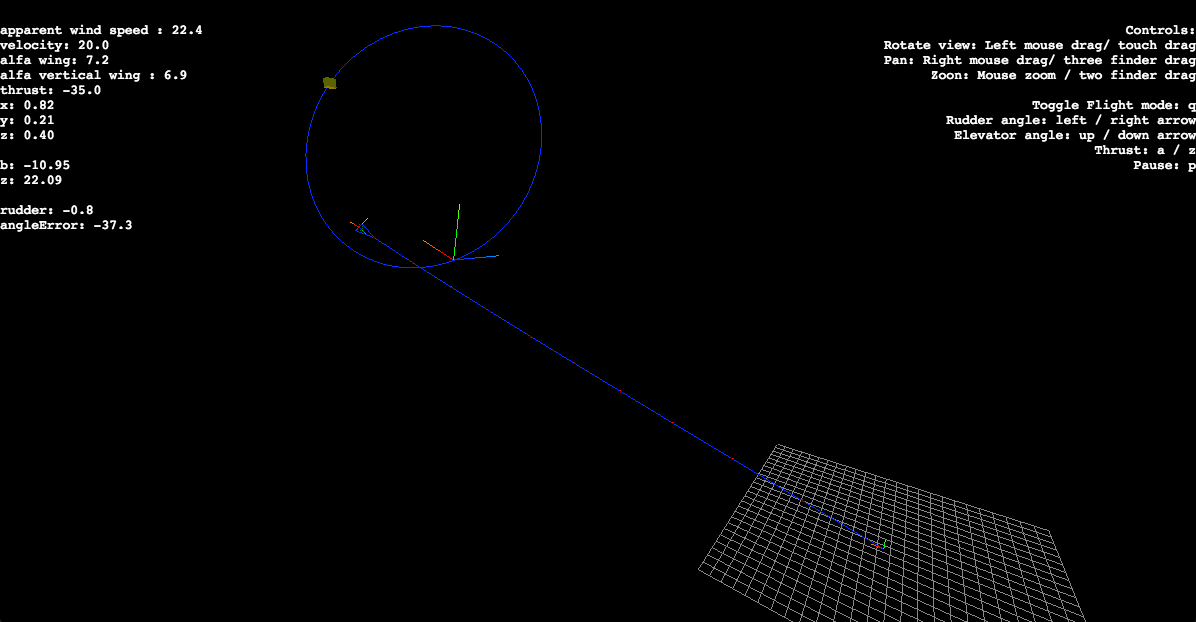 apparent wind speed : 22.4
velocity: 20.0
alfa wing: 7.2
alfa vertical wing : 6.9
thrust: -35.0
x: 0.82
y: 0.21
z: 0.40
b: -10.95
z: 22.09
rudder: -0.8
angleError: -37.3
Controls:
Rotate view: Left mouse drag/ touch drag
Pan: Right mouse drag/ three finder drag
Zoon: Mouse zoom / two finder drag
Toggle Flight mode: q
Rudder angle: left / right arrow
Elevator angle: up / down arrow
Thrust: a / z
Pause: p